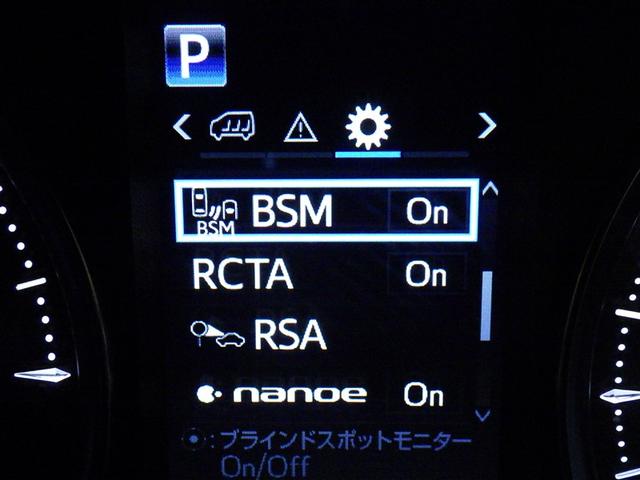 P
BSM BSM On
RCTA On
RSA
nanoe On
:ブラインドスポットモニター
On/Off